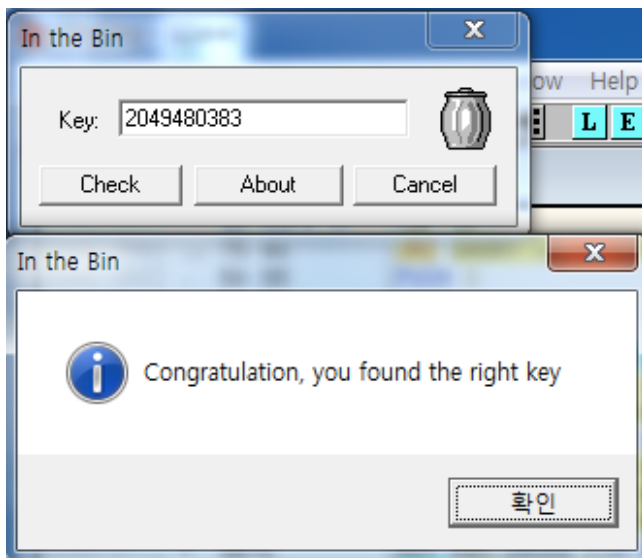 In the Bin
x
ow Help
Key: 2049480383
L E
Check About Cancel
In the Bin
x
Congratulation, you found the right key
확인